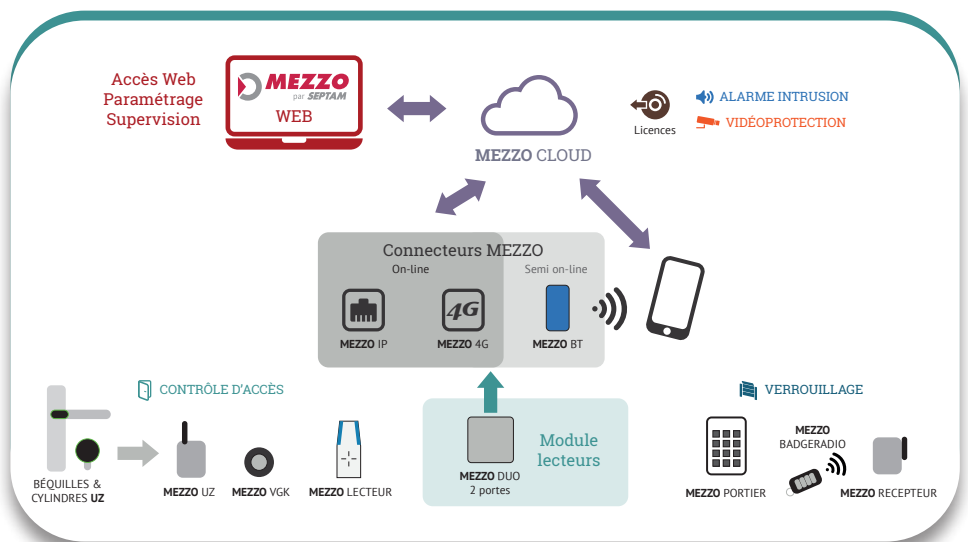 Accès Web
Paramétrage
Supervision
MEZZO
par SEPTAM
WEB
MEZZO CLOUD
Licences
ALARME INTRUSION
VIDÉOPROTECTION
Connecteurs MEZZO
On-line
Semi on-line
4G
MEZZO IP
MEZZO 4G
MEZZO BT
CONTRÔLE D'ACCÈS
BÉQUILLES &
CYLINDRES UZ
MEZZO UZ
MEZZO VGK
MEZZO LECTEUR
MEZZO DUO
2 portes
Module
lecteurs
VERROUILLAGE
MEZZO PORTIER
MEZZO
BADGERADIO
MEZZO RECEPTEUR